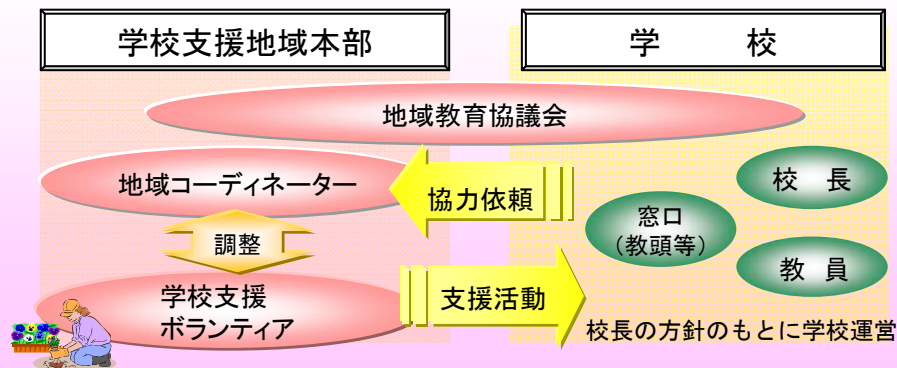 学校支援地域本部
学　　校
地域教育協議会
地域コーディネーター
協力依頼
校　長
窓口
(教頭等)
調整
教　員
学校支援
ボランティア
支援活動
校長の方針のもとに学校運営